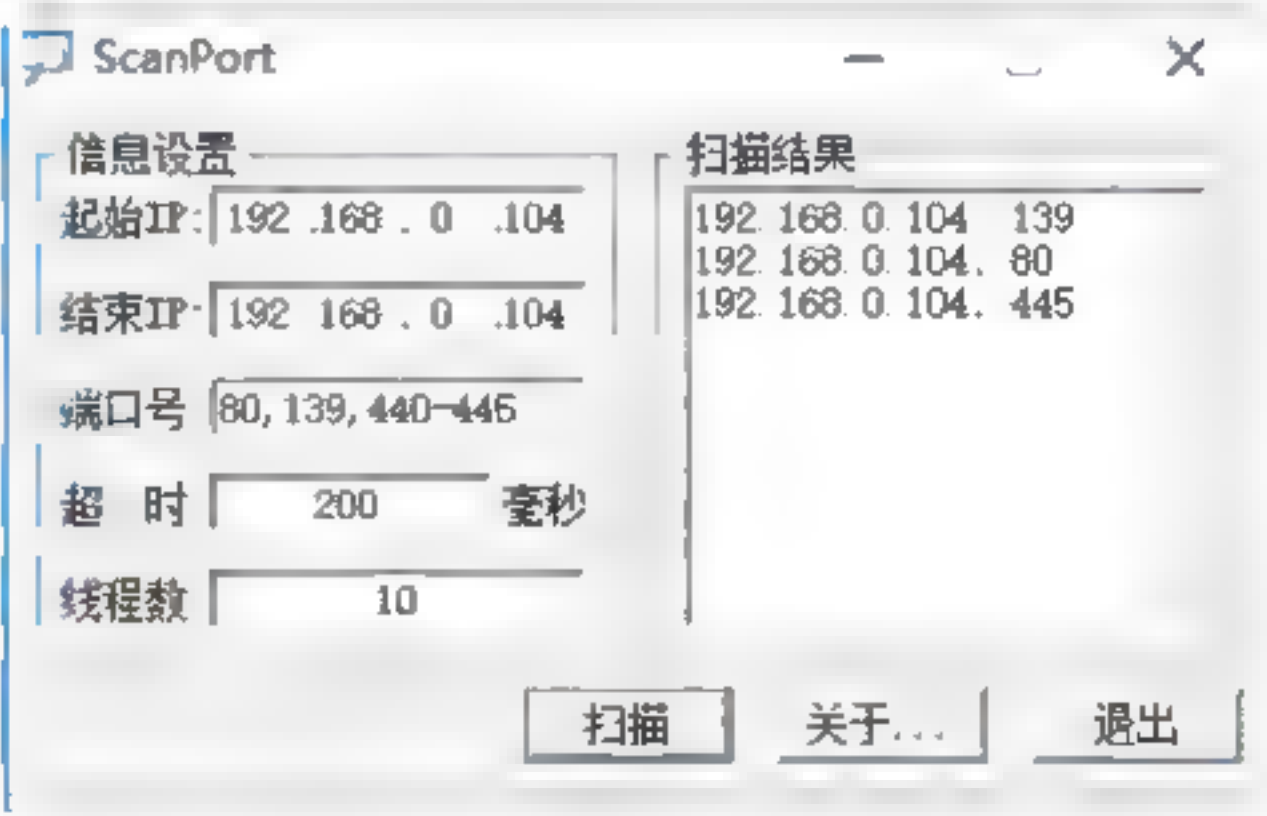 ScanPort
信息设置
起始IP: 192 .168 . 0 .104
结束IP: 192 168 . 0 .104
端口号 80,139,440-445
超 时 200 毫秒
线程数 10
扫描结果
192. 168. 0. 104 139
192. 168. 0. 104. 80
192. 168. 0. 104. 445
扫描
关于...
退出